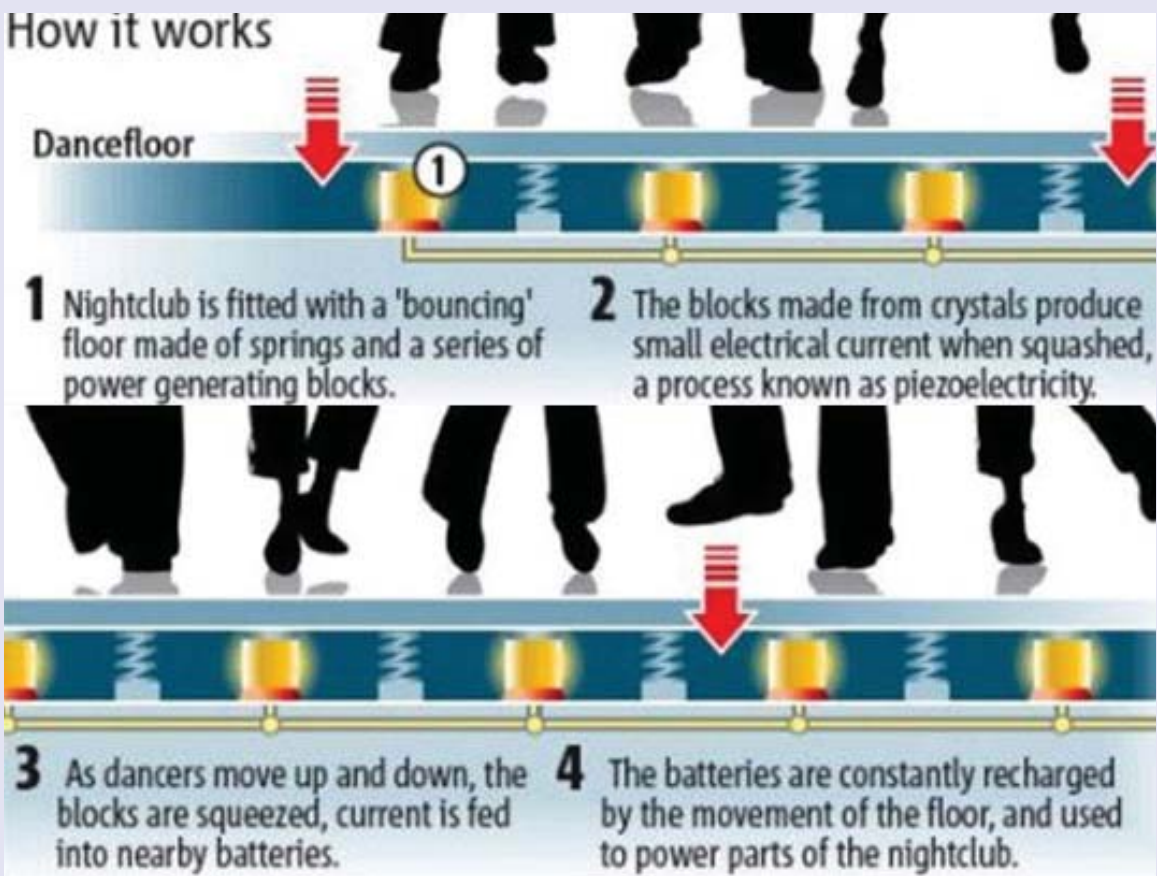 How it works
Dancefloor
1
1 Nightclub is fitted with a 'bouncing'
floor made of springs and a series of
power generating blocks.
2 The blocks made from crystals produce
small electrical current when squashed,
a process known as piezoelectricity.
3 As dancers move up and down, the
blocks are squeezed, current is fed
into nearby batteries.
4 The batteries are constantly recharged
by the movement of the floor, and used
to power parts of the nightclub.